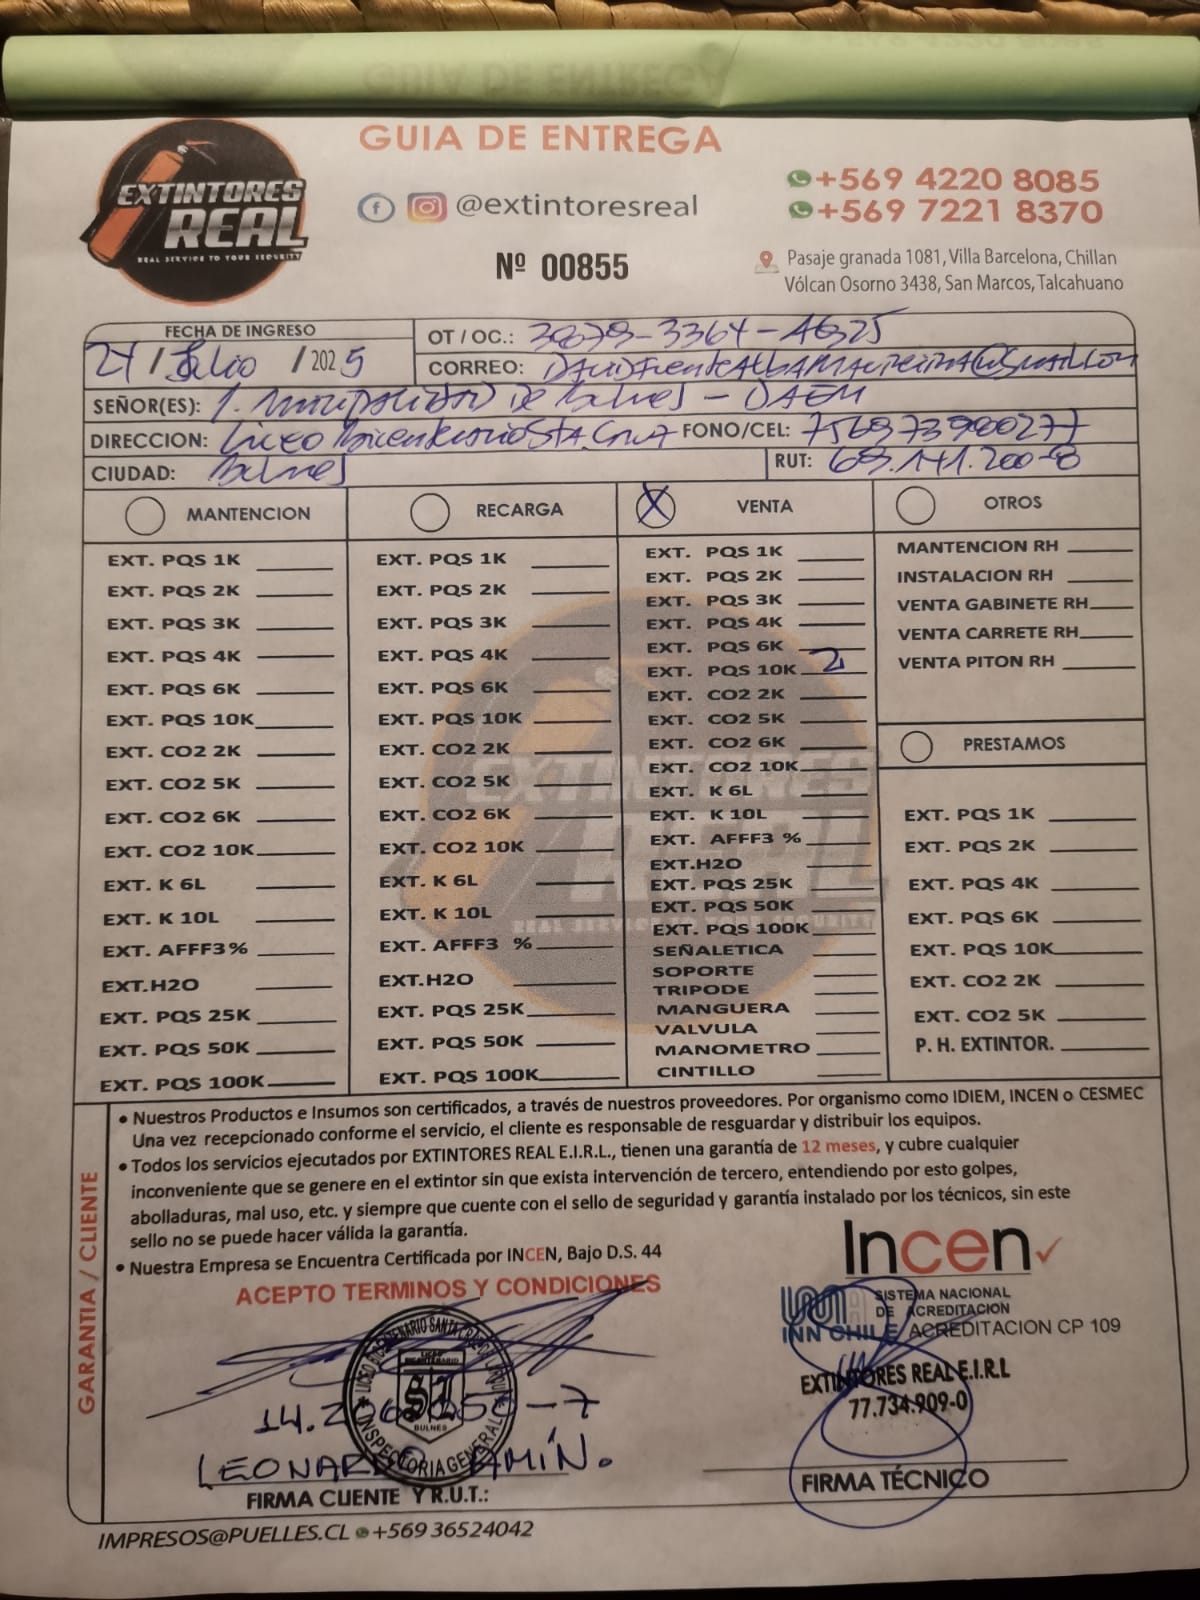 GUIA DE ENTREGA
EXTINTORES
REAL
REAL SERVICE TO YOUR SECURITY
@extintoresreal
Nº 00855
+569 4220 8085
+569 7221 8370
Pasaje granada 1081, Villa Barcelona, Chillan
Vólcan Osorno 3438, San Marcos, Talcahuano
FECHA DE INGRESO
24 / Julio / 2025
OT / OC.: 3879-3364-AG25
CORREO:
SEÑOR(ES): I. Municipalidad De Bulnes - DAEM
DIRECCION: Liceo Bicentenario Sta Cruz FONO/CEL:
CIUDAD: Bulnes RUT: 69.141.200-8
MANTENCION
EXT. PQS 1K
EXT. PQS 2K
EXT. PQS 3K
EXT. PQS 4K
EXT. PQS 6K
EXT. PQS 10K
EXT. CO2 2K
EXT. CO2 5K
EXT. CO2 6K
EXT. CO2 10K
EXT. K 6L
EXT. K 10L
EXT. AFFF3%
EXT.H2O
EXT. PQS 25K
EXT. PQS 50K
EXT. PQS 100K
RECARGA
EXT. PQS 1K
EXT. PQS 2K
EXT. PQS 3K
EXT. PQS 4K
EXT. PQS 6K
EXT. PQS 10K
EXT. CO2 2K
EXT. CO2 5K
EXT. CO2 6K
EXT. CO2 10K
EXT. K 6L
EXT. K 10L
EXT. AFFF3 %
EXT.H2O
EXT. PQS 25K
EXT. PQS 50K
EXT. PQS 100K
X VENTA
EXT. PQS 1K
EXT. PQS 2K
EXT. PQS 3K
EXT. PQS 4K
EXT. PQS 6K
EXT. PQS 10K 2
EXT. CO2 2K
EXT. CO2 5K
EXT. CO2 6K
EXT. CO2 10K
EXT. K 6L
EXT. K 10L
EXT. AFFF3 %
EXT.H2O
EXT. PQS 25K
EXT. PQS 50K
EXT. PQS 100K
SEÑALETICA
SOPORTE
TRIPODE
MANGUERA
VALVULA
MANOMETRO
CINTILLO
OTROS
MANTENCION RH
INSTALACION RH
VENTA GABINETE RH
VENTA CARRETE RH
VENTA PITON RH
PRESTAMOS
EXT. PQS 1K
EXT. PQS 2K
EXT. PQS 4K
EXT. PQS 6K
EXT. PQS 10K
EXT. CO2 2K
EXT. CO2 5K
P. H. EXTINTOR.
GARANTIA / CLIENTE
• Nuestros Productos e Insumos son certificados, a través de nuestros proveedores. Por organismo como IDIEM, INCEN o CESMEC
Una vez recepcionado conforme el servicio, el cliente es responsable de resguardar y distribuir los equipos.
• Todos los servicios ejecutados por EXTINTORES REAL E.I.R.L., tienen una garantía de 12 meses, y cubre cualquier
inconveniente que se genere en el extintor sin que exista intervención de tercero, entendiendo por esto golpes,
abolladuras, mal uso, etc. y siempre que cuente con el sello de seguridad y garantía instalado por los técnicos, sin este
sello no se puede hacer válida la garantía.
• Nuestra Empresa se Encuentra Certificada por INCEN, Bajo D.S. 44
ACEPTO TERMINOS Y CONDICIONES
Incen
SISTEMA NACIONAL
DE ACREDITACION
INN CHILE ACREDITACION CP 109
EXTINTORES REAL E.I.R.L
77.734.909-0
LICEO
BICENTENARIO
BULNES
INSPECTORIA GENERAL
FIRMA CLIENTE Y R.U.T.:
FIRMA TÉCNICO
IMPRESOS@PUELLES.CL +569 36524042